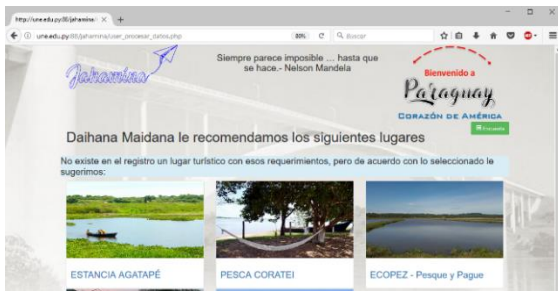 http://une.edu.py:86/jahamina/
une.edu.py:86/jahamina/user_procesar_datos.php
80%
Buscar
Jahamina
Siempre parece imposible ... hasta que
se hace.- Nelson Mandela
Bienvenido a
Paraguay
CORAZÓN DE AMÉRICA
Encuesta
Daihana Maidana le recomendamos los siguientes lugares
No existe en el registro un lugar turístico con esos requerimientos, pero de acuerdo con lo seleccionado le
sugerimos:
ESTANCIA AGATAPÉ
PESCA CORATEI
ECOPEZ - Pesque y Pague